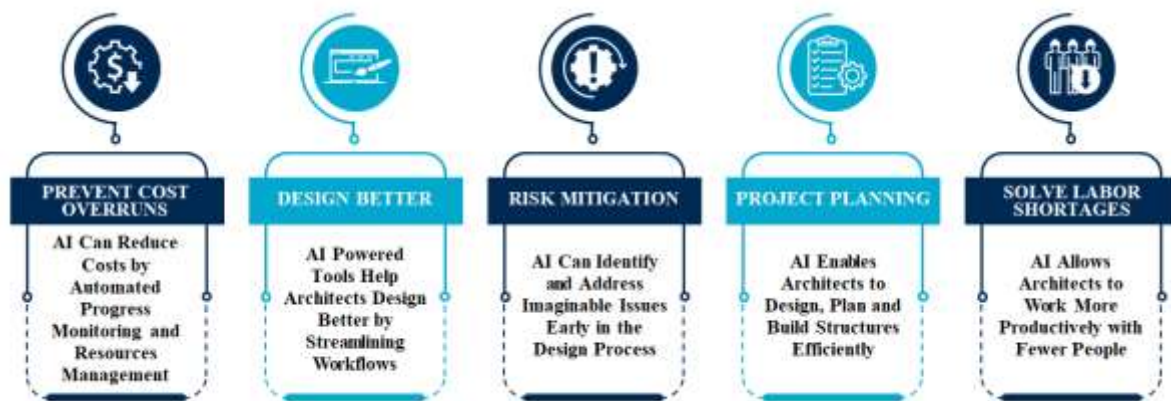 PREVENT COST
OVERRUNS
AI Can Reduce
Costs by
Automated
Progress
Monitoring and
Resources
Management
DESIGN BETTER
AI Powered
Tools Help
Architects Design
Better by
Streamlining
Workflows
RISK MITIGATION
AI Can Identify
and Address
Imaginable Issues
Early in the
Design Process
PROJECT PLANNING
AI Enables
Architects to
Design, Plan and
Build Structures
Efficiently
SOLVE LABOR
SHORTAGES
AI Allows
Architects to
Work More
Productively with
Fewer People